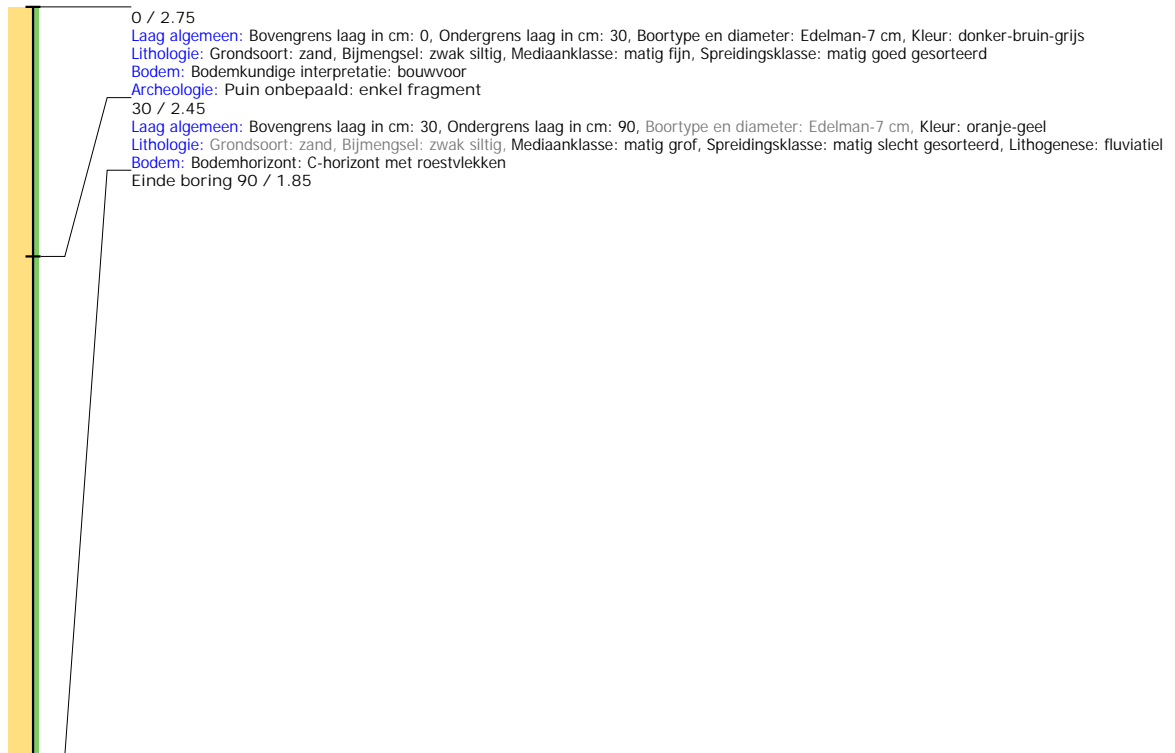 0 / 2.75
Laag algemeen: Bovengrens laag in cm: 0, Ondergrens laag in cm: 30, Boortype en diameter: Edelman-7 cm, Kleur: donker-bruin-grijs
Lithologie: Grondsoort: zand, Bijmengsel: zwak siltig, Mediaanklasse: matig fijn, Spreidingsklasse: matig goed gesorteerd
Bodem: Bodemkundige interpretatie: bouwvoor
Archeologie: Puin onbepaald: enkel fragment
30 / 2.45
Laag algemeen: Bovengrens laag in cm: 30, Ondergrens laag in cm: 90, Boortype en diameter: Edelman-7 cm, Kleur: oranje-geel
Lithologie: Grondsoort: zand, Bijmengsel: zwak siltig, Mediaanklasse: matig grof, Spreidingsklasse: matig slecht gesorteerd, Lithogenese: fluviatiel
Bodem: Bodemhorizont: C-horizont met roestvlekken
Einde boring 90 / 1.85